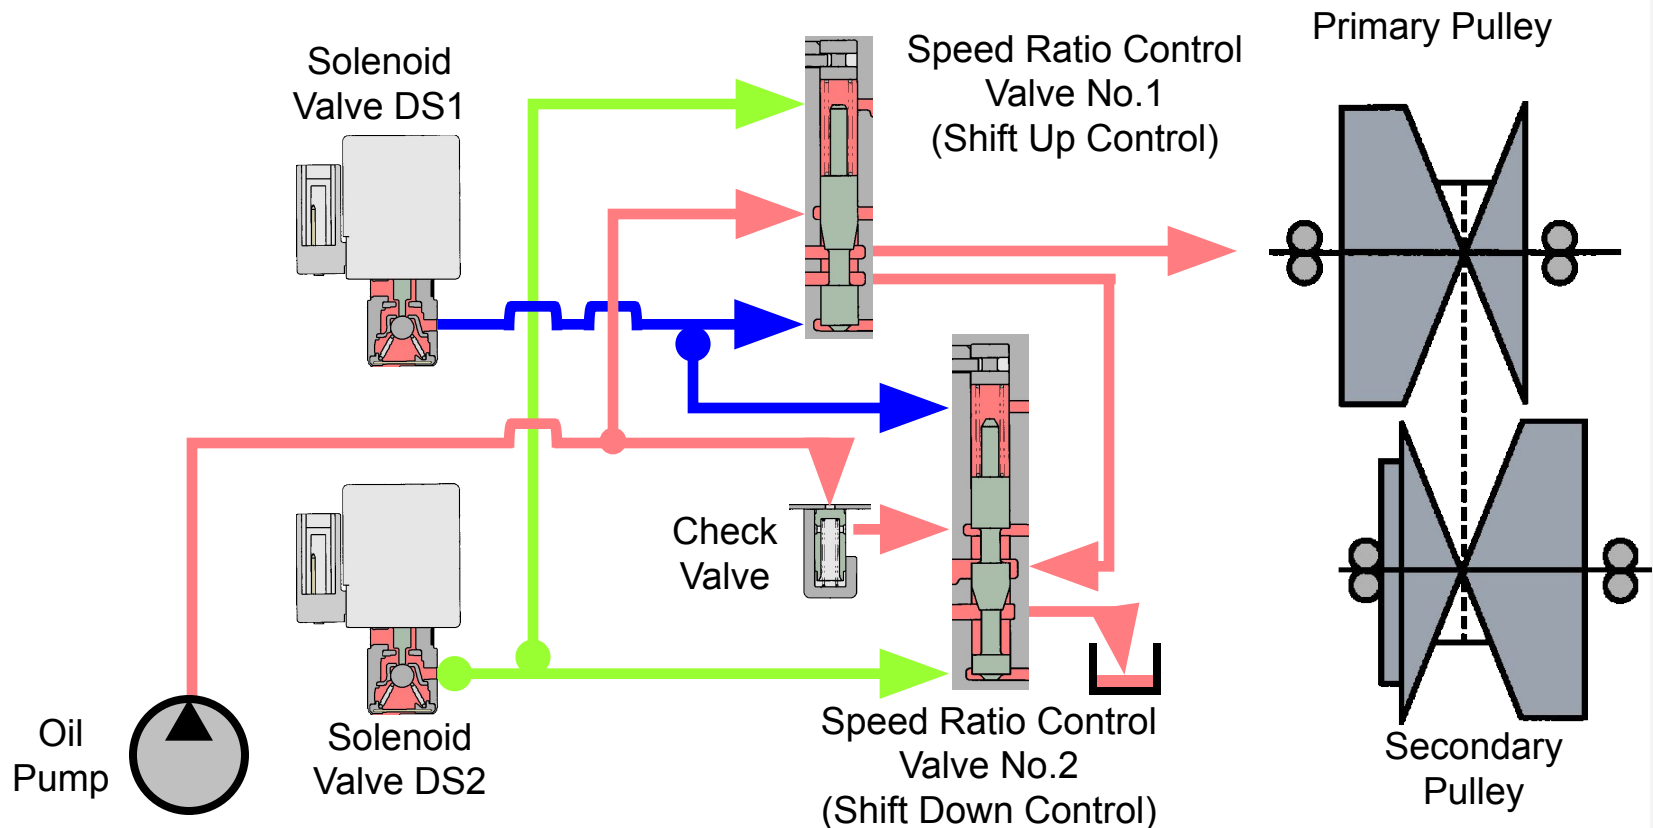 Primary Pulley
Solenoid
Valve DS1
Speed Ratio Control
Valve No.1
(Shift Up Control)
Check
Valve
Oil
Pump
Solenoid
Valve DS2
Speed Ratio Control
Valve No.2
(Shift Down Control)
Secondary
Pulley